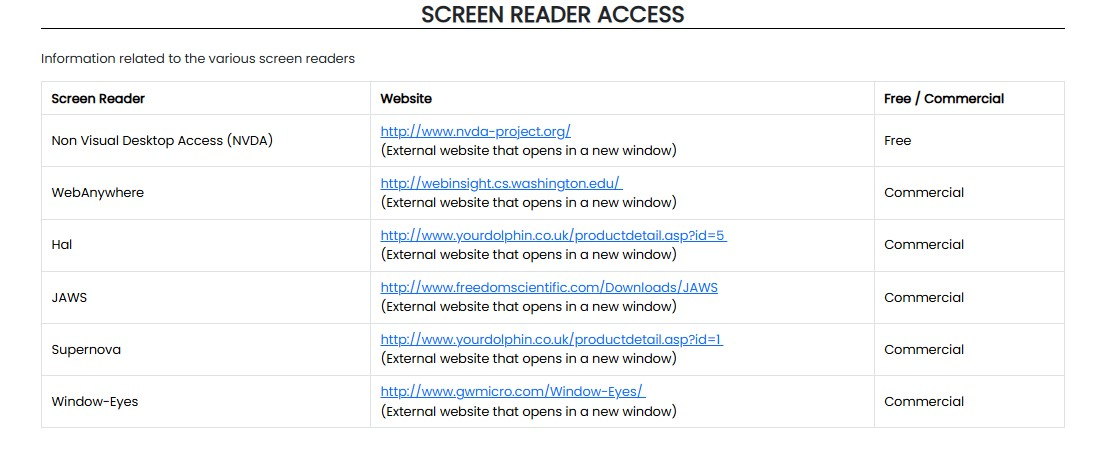 SCREEN READER ACCESS
Information related to the various screen readers
Screen Reader Website Free / Commercial
Non Visual Desktop Access (NVDA) http://www.nvda-project.org/ Free
(External website that opens in a new window)
WebAnywhere http://webinsight.cs.washington.edu/ Commercial
(External website that opens in a new window)
Hal http://www.yourdolphin.co.uk/productdetail.asp?id=5 Commercial
(External website that opens in a new window)
JAWS http://www.freedomscientific.com/Downloads/JAWS Commercial
(External website that opens in a new window)
Supernova http://www.yourdolphin.co.uk/productdetail.asp?id=1 Commercial
(External website that opens in a new window)
Window-Eyes http://www.gwmicro.com/Window-Eyes/ Commercial
(External website that opens in a new window)